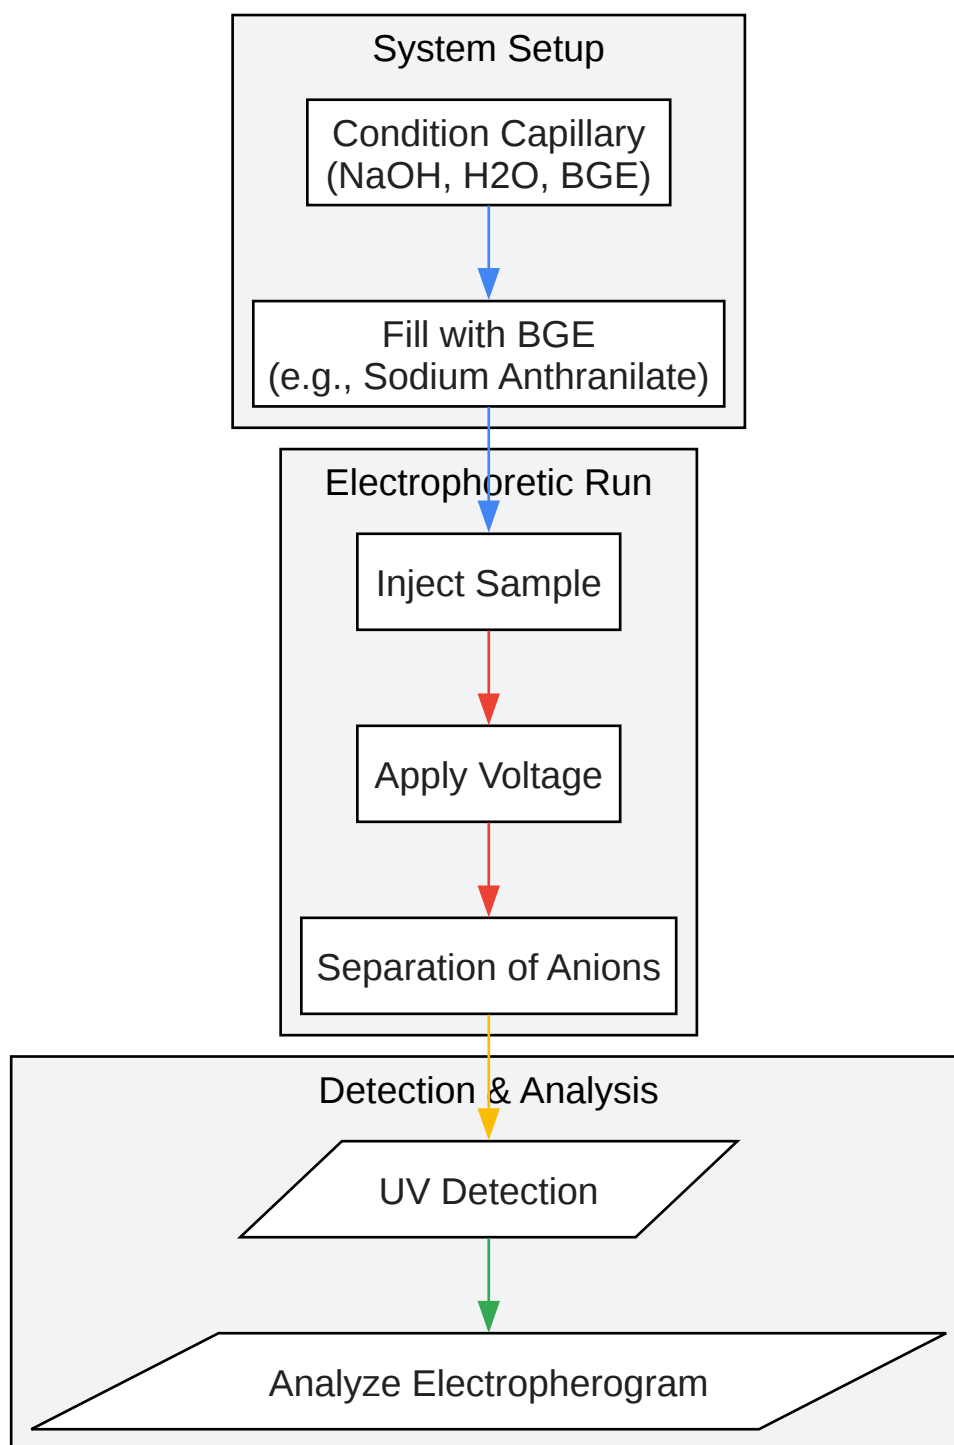 System Setup
Condition Capillary
(NaOH, H2O, BGE)
Fill with BGE
(e.g., Sodium Anthranilate)
Electrophoretic Run
Inject Sample
Apply Voltage
Separation of Anions
Detection & Analysis
UV Detection
Analyze Electropherogram